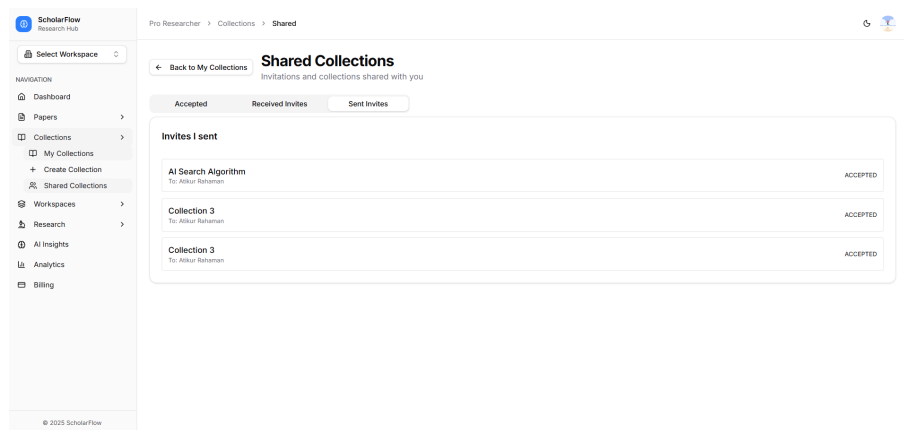 ScholarFlow
Research Hub
Select Workspace
NAVIGATION
Dashboard
Papers
Collections
My Collections
Create Collection
Shared Collections
Workspaces
Research
AI Insights
Analytics
Billing
© 2025 ScholarFlow
Pro Researcher > Collections > Shared
Back to My Collections
Shared Collections
Invitations and collections shared with you
Accepted Received Invites Sent Invites
Invites I sent
AI Search Algorithm
To: Atikur Rahaman
ACCEPTED
Collection 3
To: Atikur Rahaman
ACCEPTED
Collection 3
To: Atikur Rahaman
ACCEPTED